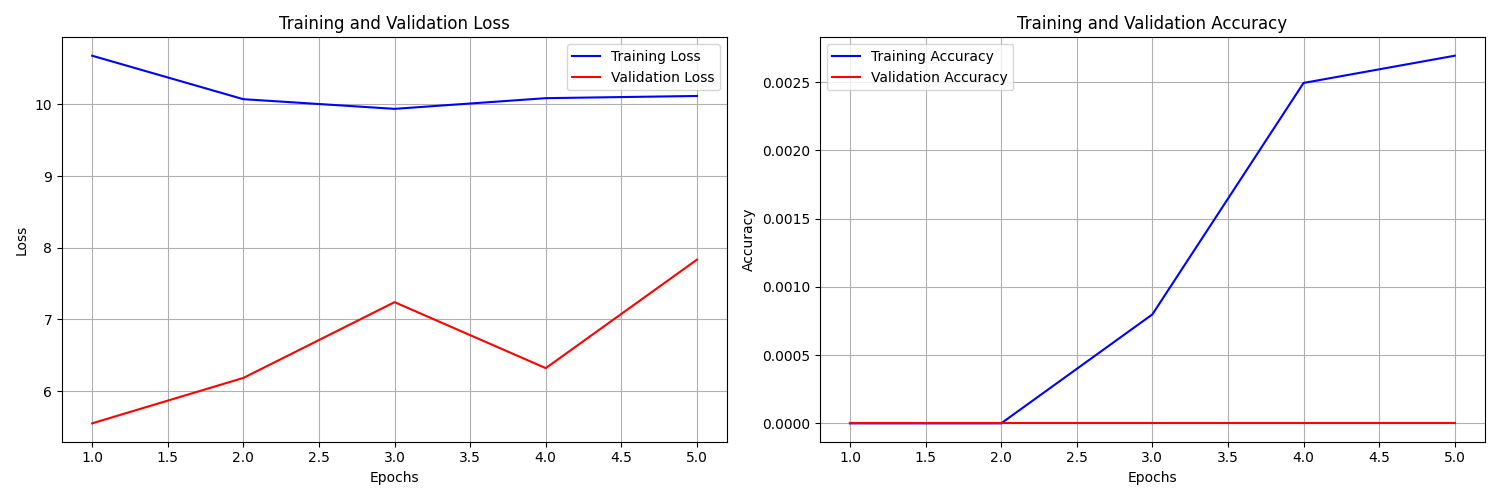 Training and Validation Loss
Training Loss
Validation Loss
10
9
8
7
6
Loss
1.0 1.5 2.0 2.5 3.0 3.5 4.0 4.5 5.0
Epochs
Training and Validation Accuracy
Training Accuracy
Validation Accuracy
0.0025
0.0020
0.0015
0.0010
0.0005
0.0000
Accuracy
1.0 1.5 2.0 2.5 3.0 3.5 4.0 4.5 5.0
Epochs